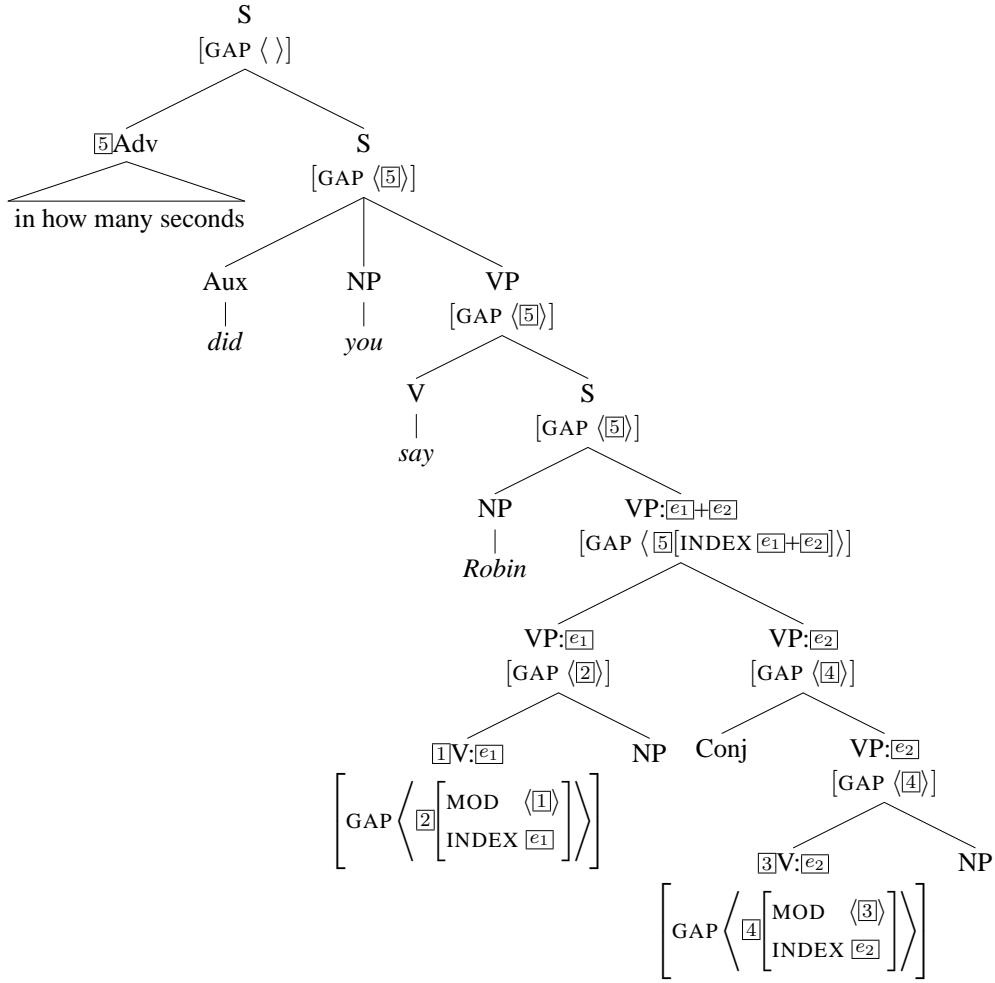 S
[GAP ⟨ ⟩]
5Adv S
[GAP ⟨5⟩]
in how many seconds
Aux NP VP
[GAP ⟨5⟩]
did you
V S
[GAP ⟨5⟩]
say
NP VP:e1+e2
[GAP ⟨ 5[INDEX e1+e2]⟩]
Robin
VP:e1 VP:e2
[GAP ⟨2⟩] [GAP ⟨4⟩]
1V:e1 NP Conj VP:e2
[GAP ⟨4⟩]
MOD ⟨1⟩
GAP ⟨ 2
INDEX e1
3V:e2 NP
MOD ⟨3⟩
GAP ⟨ 4
INDEX e2